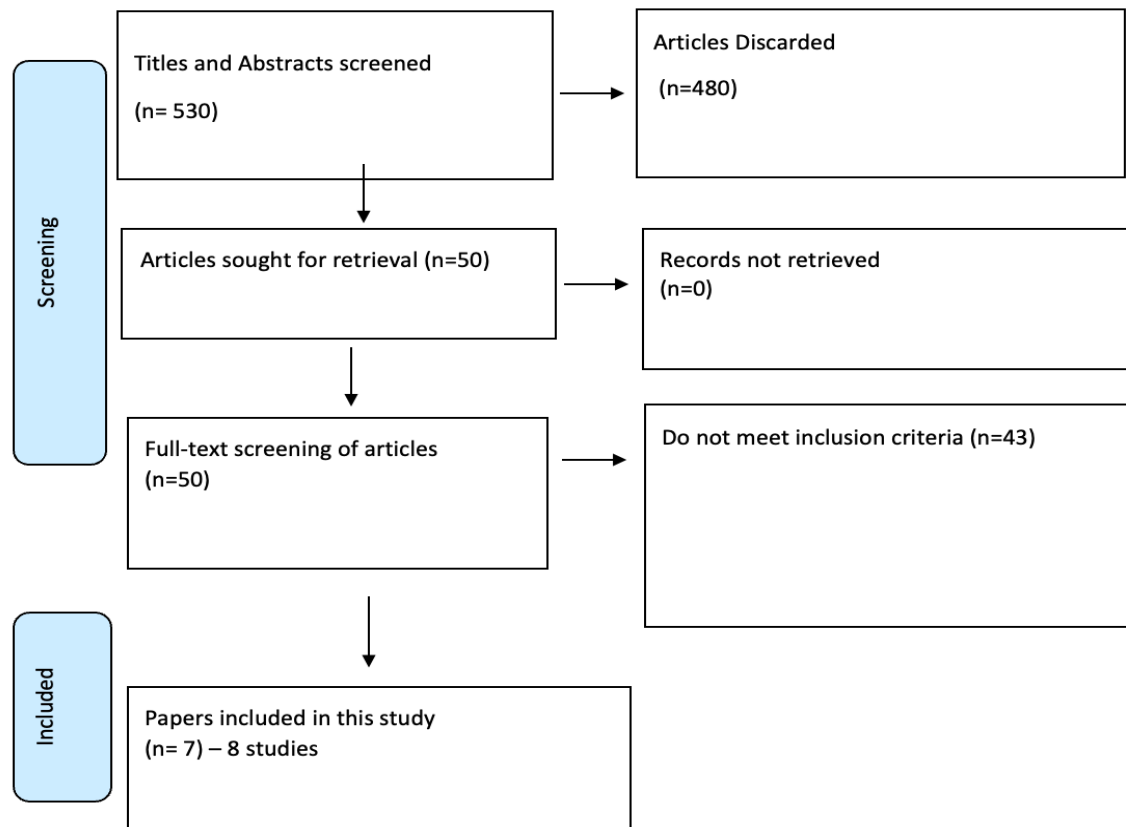 Titles and Abstracts screened
(n= 530)
Articles Discarded
(n=480)
Screening
Articles sought for retrieval (n=50)
Records not retrieved
(n=0)
Full-text screening of articles
(n=50)
Do not meet inclusion criteria (n=43)
Included
Papers included in this study
(n= 7) – 8 studies